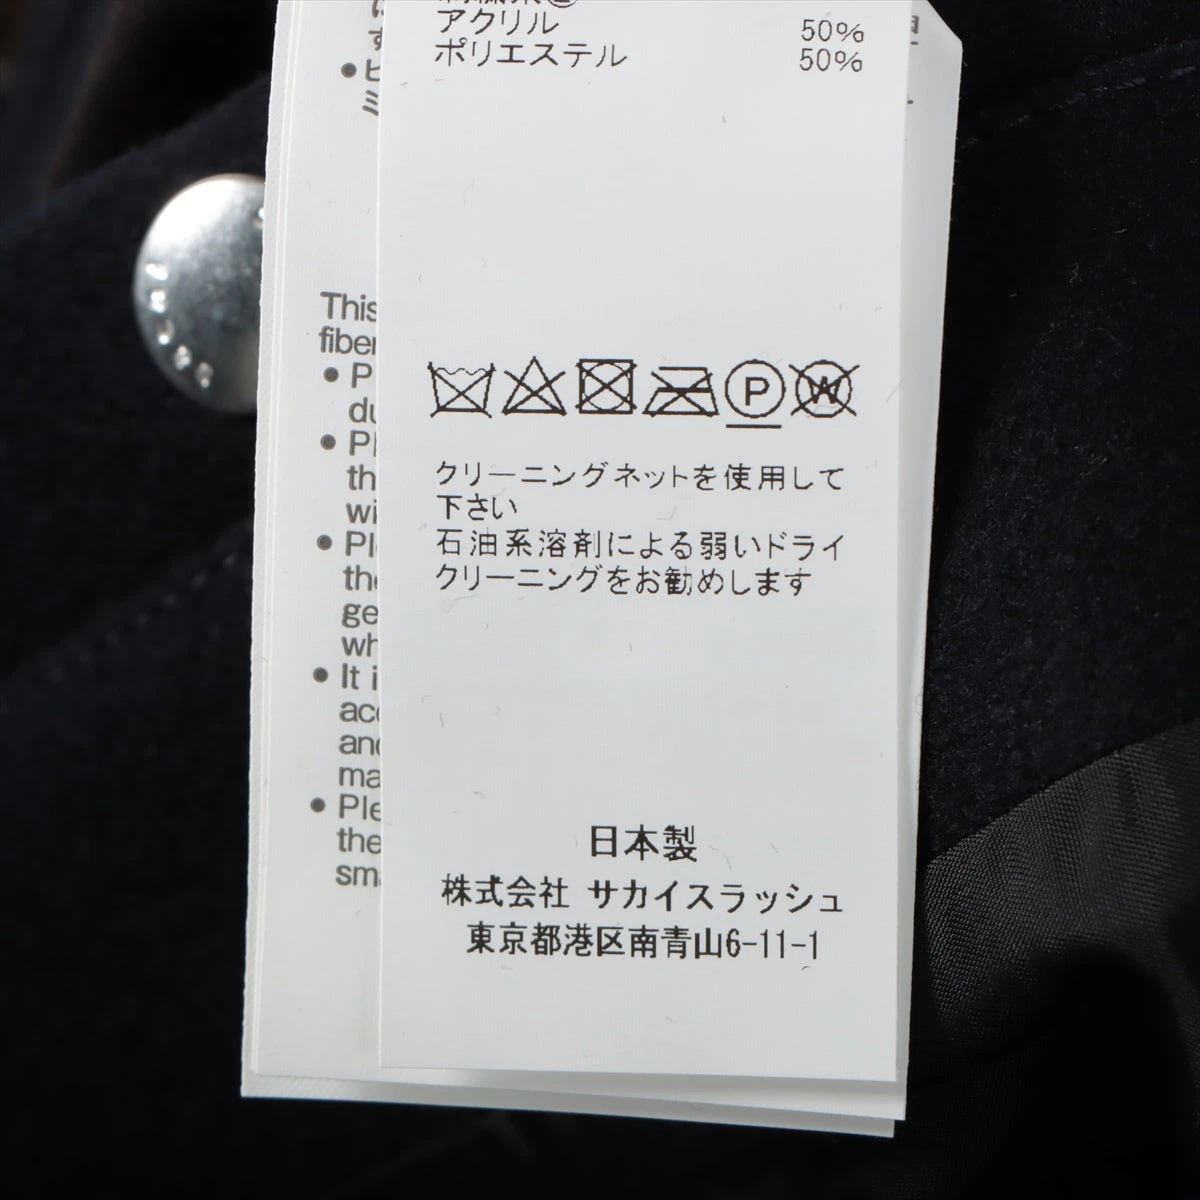 アクリル 50%
ポリエステル 50%
P W
クリーニングネットを使用して
下さい
石油系溶剤による弱いドライ
クリーニングをお勧めします
日本製
株式会社 サカイスラッシュ
東京都港区南青山6-11-1
This
fiber
• P
du
• Pl
th
wi
• Ple
the
ge
wh
• It i
acc
and
ma
• Ple
the
sma